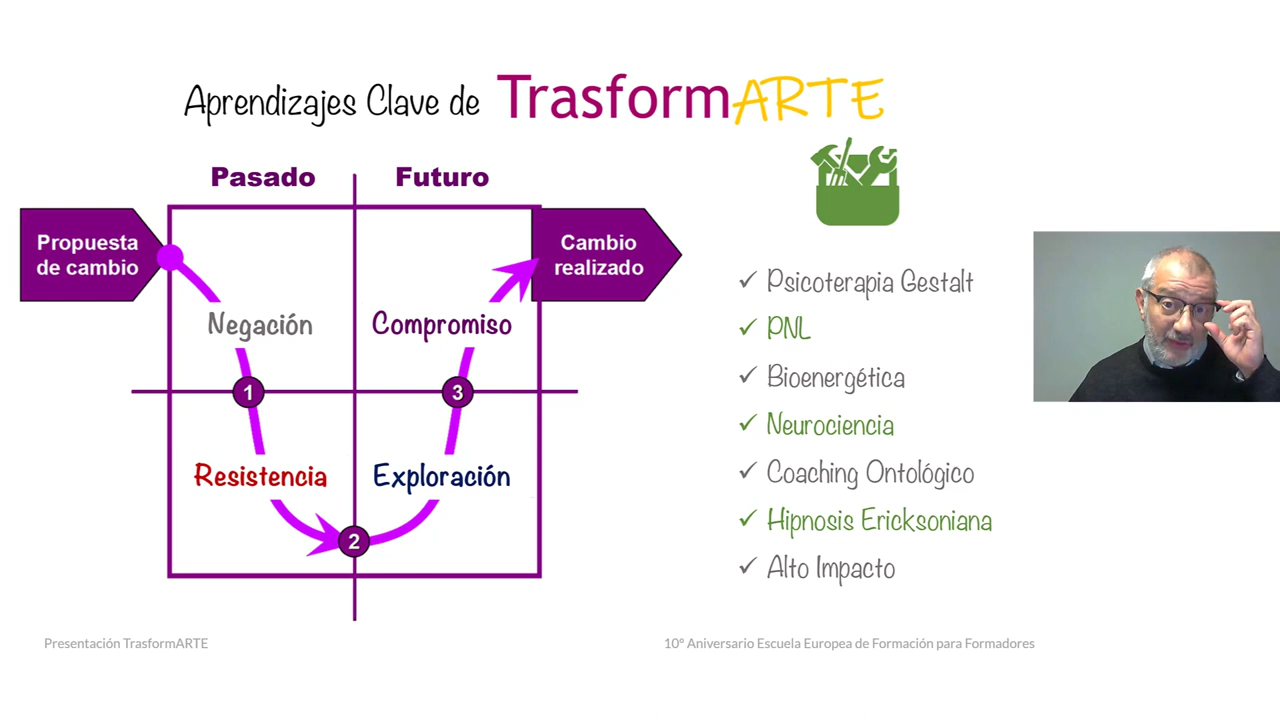 Aprendizajes Clave de TrasformARTE
Pasado
Futuro
Propuesta
de cambio
Cambio
realizado
Negación
Compromiso
1
3
Resistencia
Exploración
2
✓ Psicoterapia Gestalt
✓ PNL
✓ Bioenergética
✓ Neurociencia
✓ Coaching Ontológico
✓ Hipnosis Ericksoniana
✓ Alto Impacto
Presentación TrasformARTE
10º Aniversario Escuela Europea de Formación para Formadores